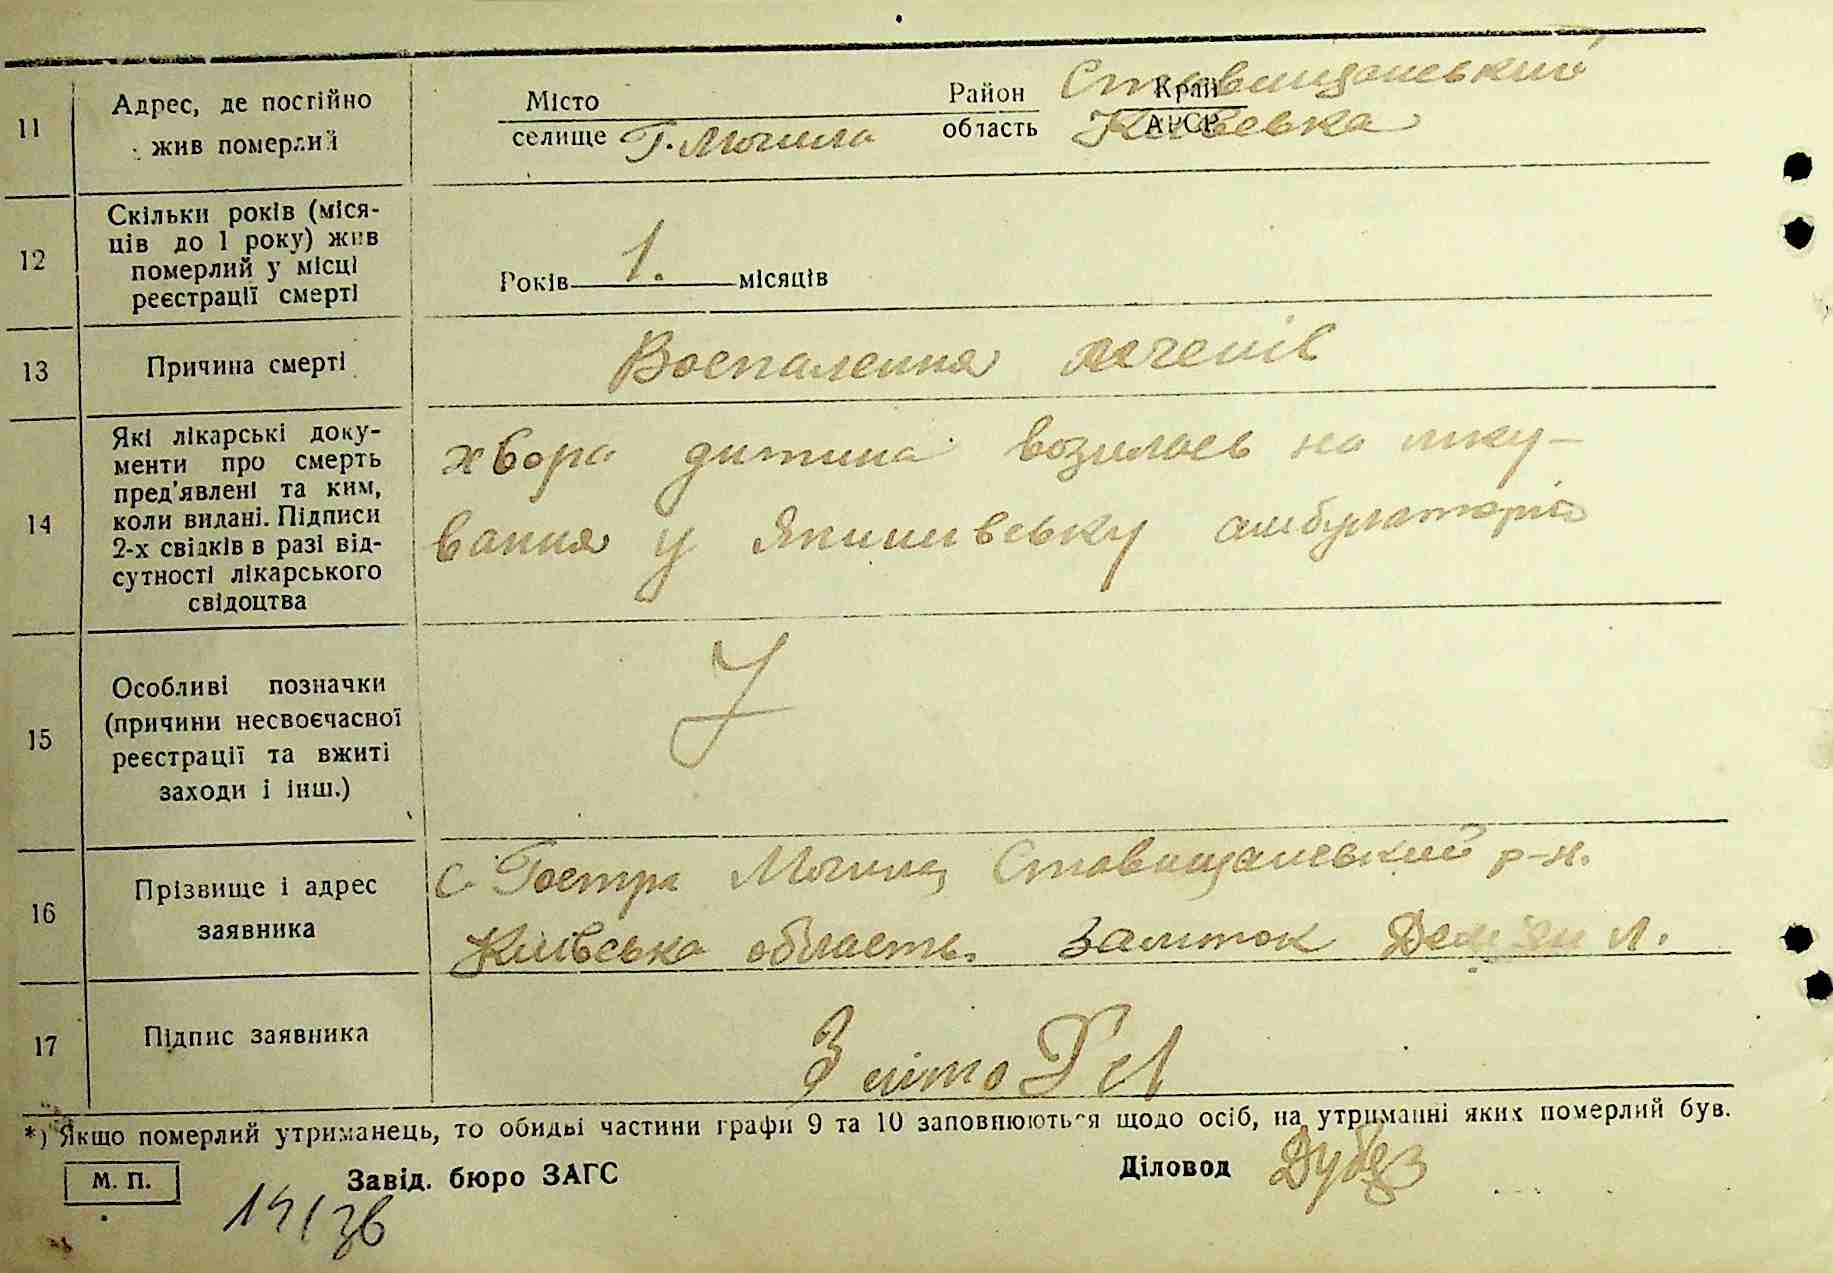 11
Адрес, де постійно
жив померлий
Місто
селище Г. Могила
Район Ставищанський Край
область Київська АРСР
12
Скільки років (міся-
ців до 1 року) жив
померлий у місці
реєстрації смерті
Років 1. місяців
13
Причина смерті
Воспалення легенів
14
Які лікарські доку-
менти про смерть
пред'явлені та ким,
коли видані. Підписи
2-х свідків в разі від-
сутності лікарського
свідоцтва
хвора дитина возилась на ліку-
вання у амбулаторію
15
Особливі позначки
(причини несвоєчасної
реєстрації та вжиті
заходи і інш.)
16
Прізвище і адрес
заявника
с Гостра Могила Ставищанський р-н.
Київська область. Заліток Л.
17
Підпис заявника
*) Якщо померлий утриманець, то обидві частини графи 9 та 10 заповнюються щодо осіб, на утриманні яких померлий був.
М. П.
Завід. бюро ЗАГС
Діловод